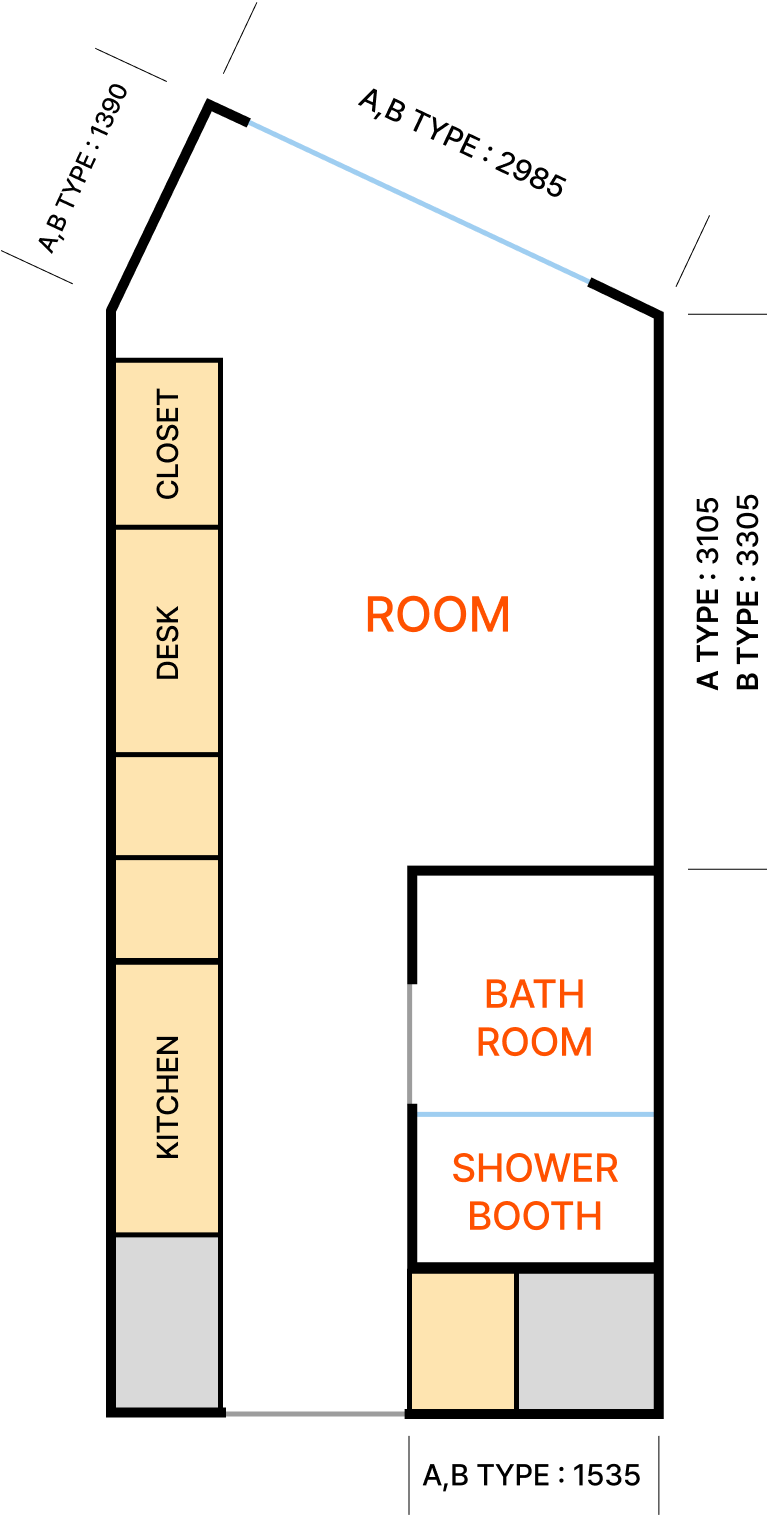 A,B TYPE : 2985
A,B TYPE : 1390
CLOSET
DESK
ROOM
A TYPE : 3105
B TYPE : 3305
KITCHEN
BATH
ROOM
SHOWER
BOOTH
A,B TYPE : 1535